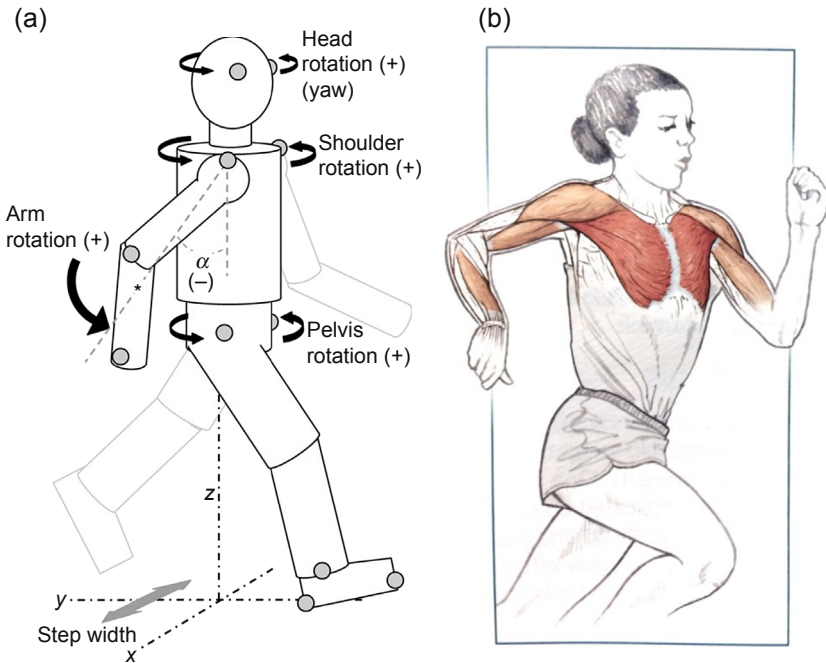 (a)
(b)
Head
rotation (+)
(yaw)
Shoulder
rotation (+)
Arm
rotation (+)
α
(–)
*
Pelvis
rotation (+)
z
y
Step width
x